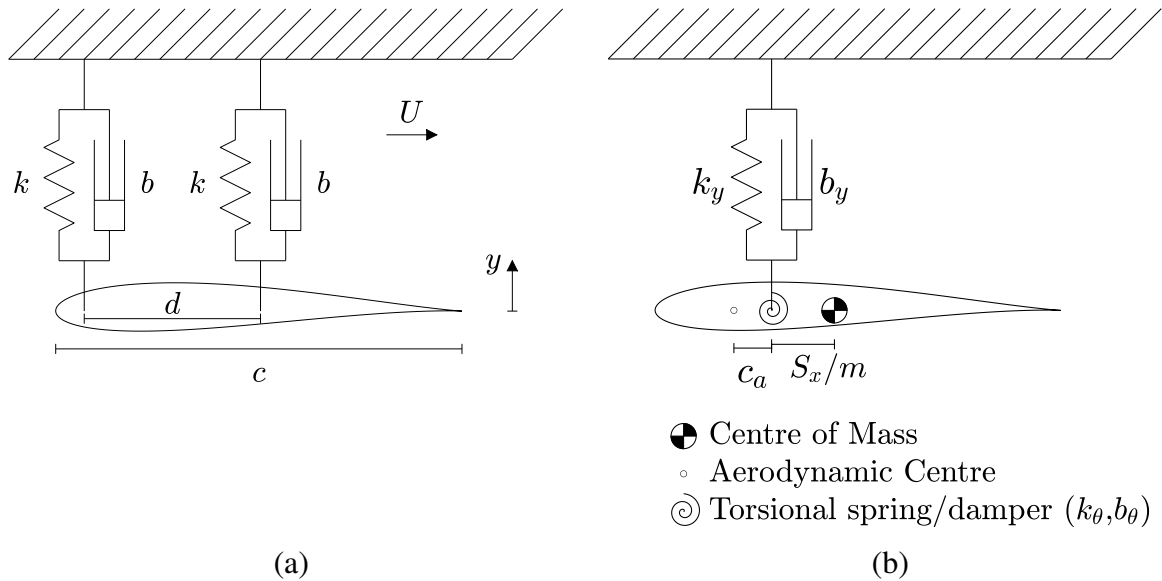 U
k b k b
y
d
c
(a)
k_y b_y
c_a S_x/m
Centre of Mass
Aerodynamic Centre
Torsional spring/damper (k_θ,b_θ)
(b)